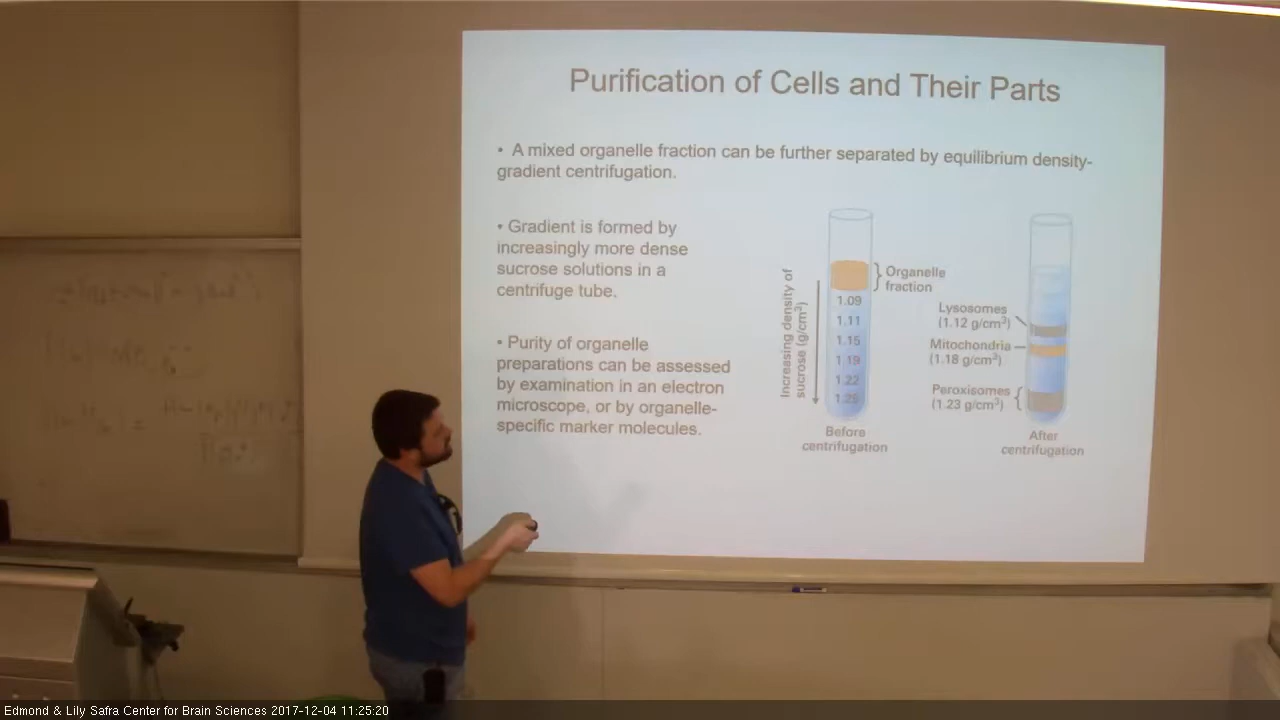 Purification of Cells and Their Parts
• A mixed organelle fraction can be further separated by equilibrium density-
gradient centrifugation.
• Gradient is formed by
increasingly more dense
sucrose solutions in a
centrifuge tube.
• Purity of organelle
preparations can be assessed
by examination in an electron
microscope, or by organelle-
specific marker molecules.
Increasing density of
sucrose (g/cm³)
Organelle
fraction
1.09
1.11
1.15
1.19
1.22
1.25
Before
centrifugation
Lysosomes
(1.12 g/cm³)
Mitochondria
(1.18 g/cm³)
Peroxisomes
(1.23 g/cm³)
After
centrifugation
Edmond & Lily Safra Center for Brain Sciences 2017-12-04 11:25:20